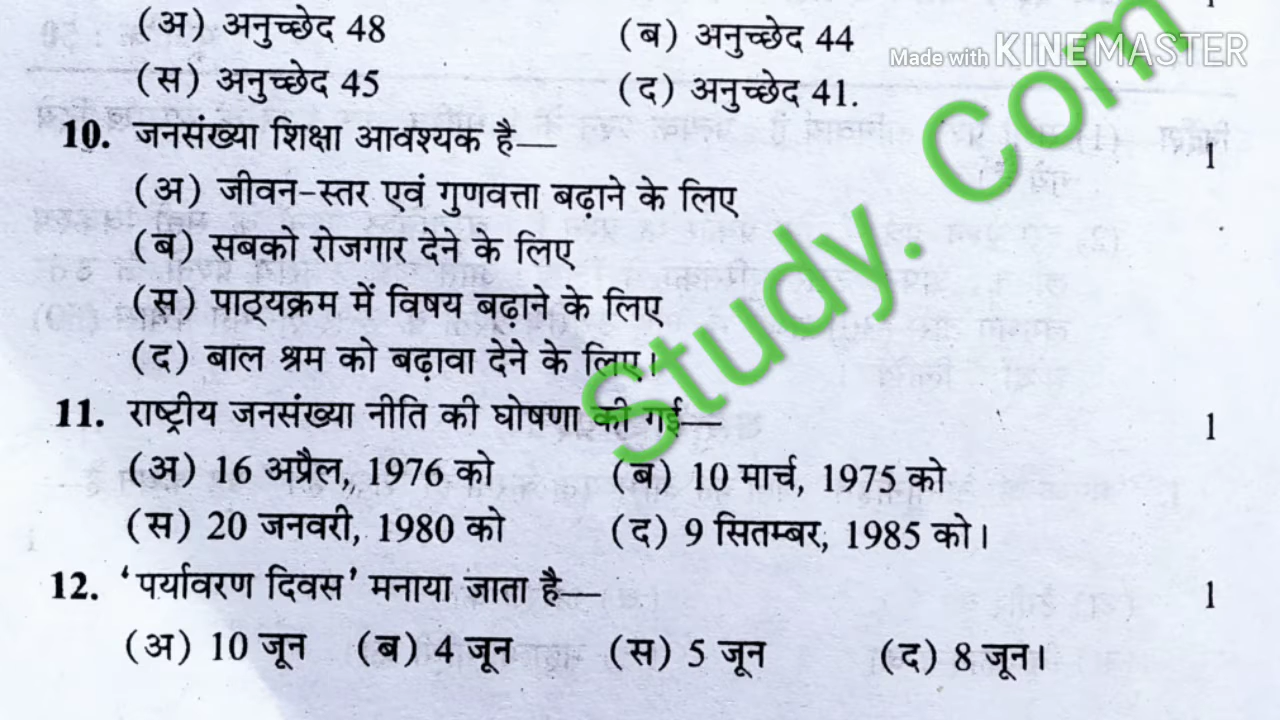 (अ) अनुच्छेद 48 (ब) अनुच्छेद 44
Made with KINEMASTER
(स) अनुच्छेद 45 (द) अनुच्छेद 41.
10. जनसंख्या शिक्षा आवश्यक है— 1
(अ) जीवन-स्तर एवं गुणवत्ता बढ़ाने के लिए
(ब) सबको रोजगार देने के लिए
(स) पाठ्यक्रम में विषय बढ़ाने के लिए
(द) बाल श्रम को बढ़ावा देने के लिए।
Study. Com
11. राष्ट्रीय जनसंख्या नीति की घोषणा की गई— 1
(अ) 16 अप्रैल, 1976 को (ब) 10 मार्च, 1975 को
(स) 20 जनवरी, 1980 को (द) 9 सितम्बर, 1985 को।
12. ‘पर्यावरण दिवस’ मनाया जाता है— 1
(अ) 10 जून (ब) 4 जून (स) 5 जून (द) 8 जून।